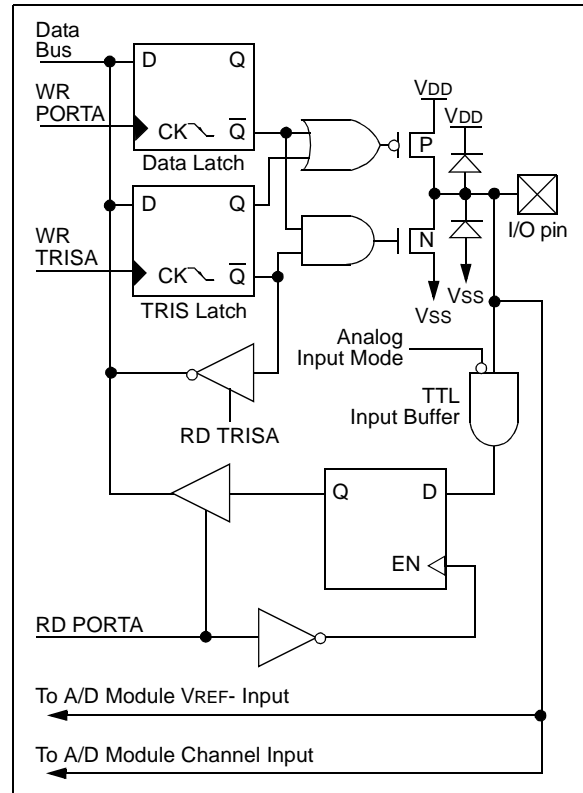 Data
Bus
D Q
VDD
WR
PORTA
VDD
CK Q
P
Data Latch
D Q
I/O pin
N
WR
TRISA
CK Q
VSS
VSS
TRIS Latch
Analog
Input Mode
TTL
Input Buffer
RD TRISA
Q D
EN
RD PORTA
To A/D Module VREF- Input
To A/D Module Channel Input